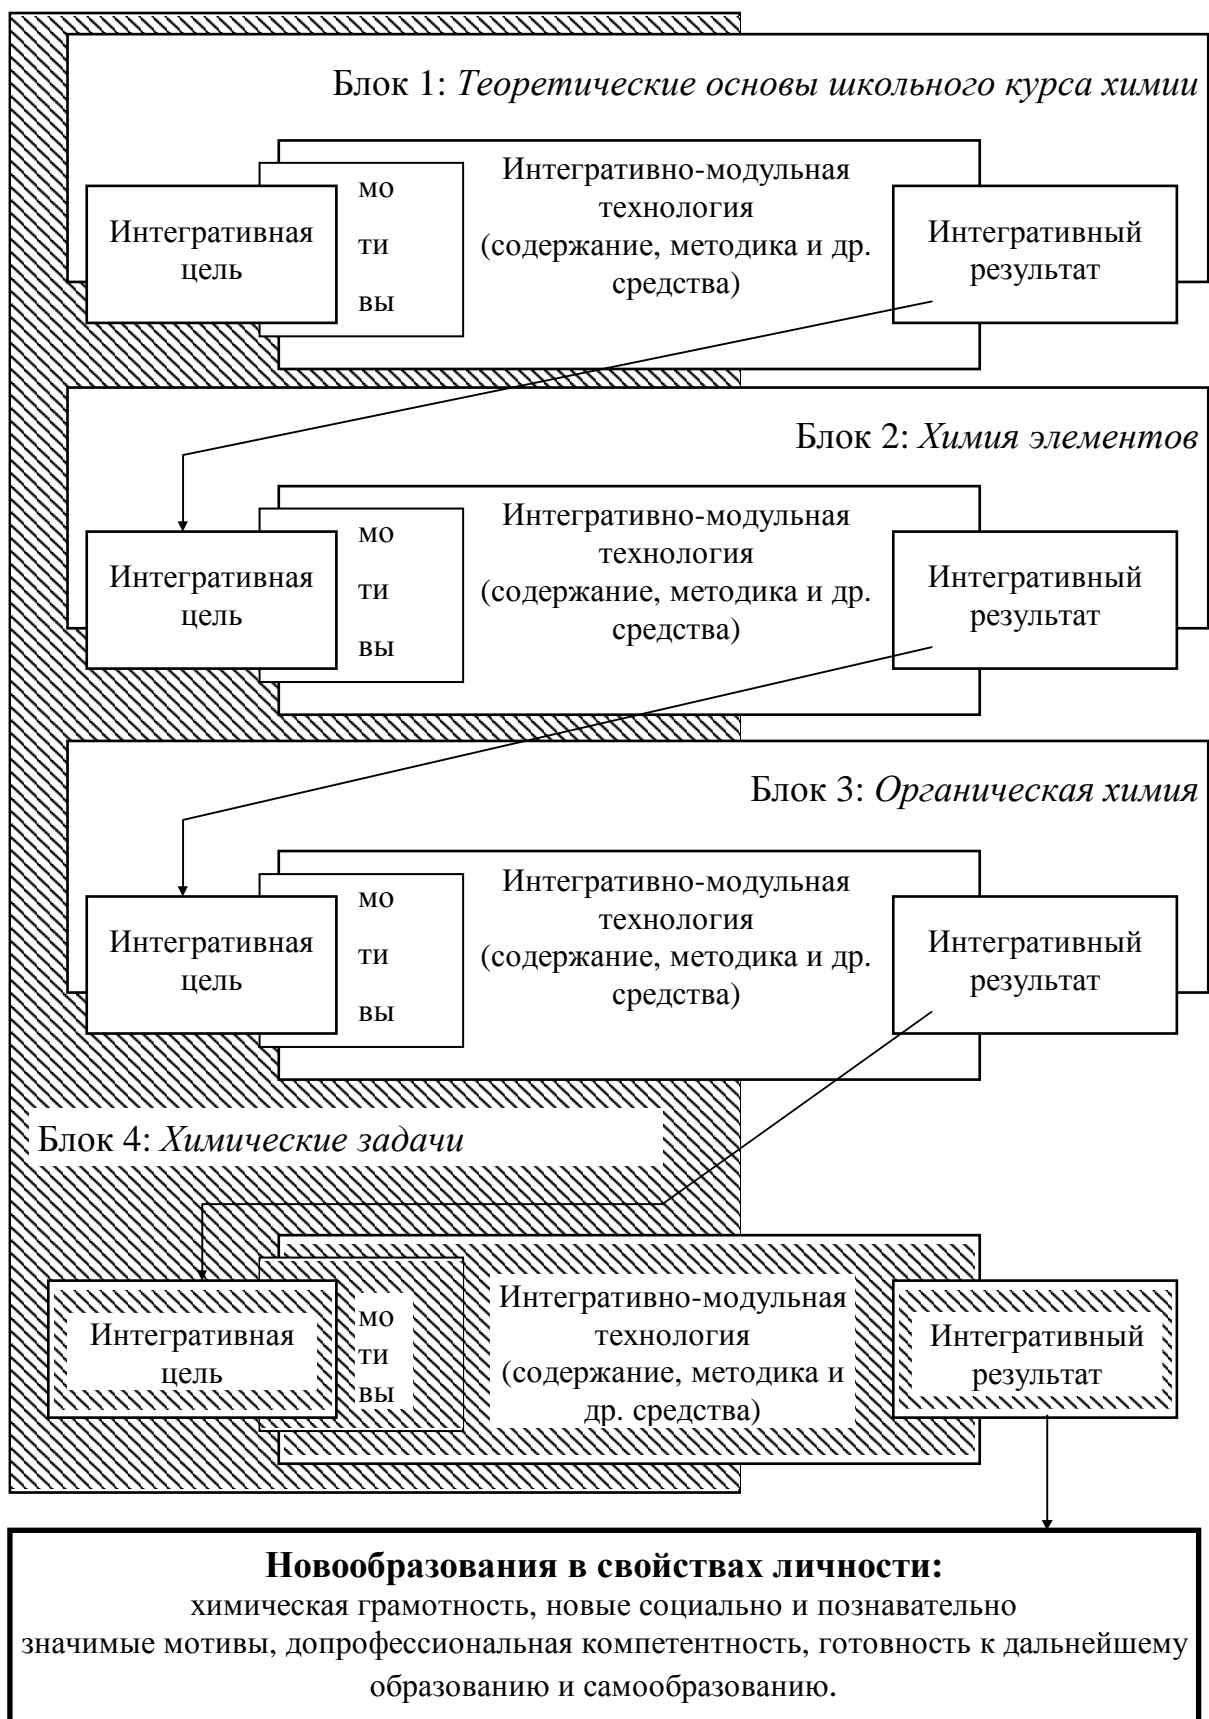 Блок 1: Теоретические основы школьного курса химии
Интегративная
цель
мо
ти
вы
Интегративно-модульная
технология
(содержание, методика и др.
средства)
Интегративный
результат
Блок 2: Химия элементов
Интегративная
цель
мо
ти
вы
Интегративно-модульная
технология
(содержание, методика и др.
средства)
Интегративный
результат
Блок 3: Органическая химия
Интегративная
цель
мо
ти
вы
Интегративно-модульная
технология
(содержание, методика и др.
средства)
Интегративный
результат
Блок 4: Химические задачи
Интегративная
цель
мо
ти
вы
Интегративно-модульная
технология
(содержание, методика и
др. средства)
Интегративный
результат
Новообразования в свойствах личности:
химическая грамотность, новые социально и познавательно
значимые мотивы, допрофессиональная компетентность, готовность к дальнейшему
образованию и самообразованию.